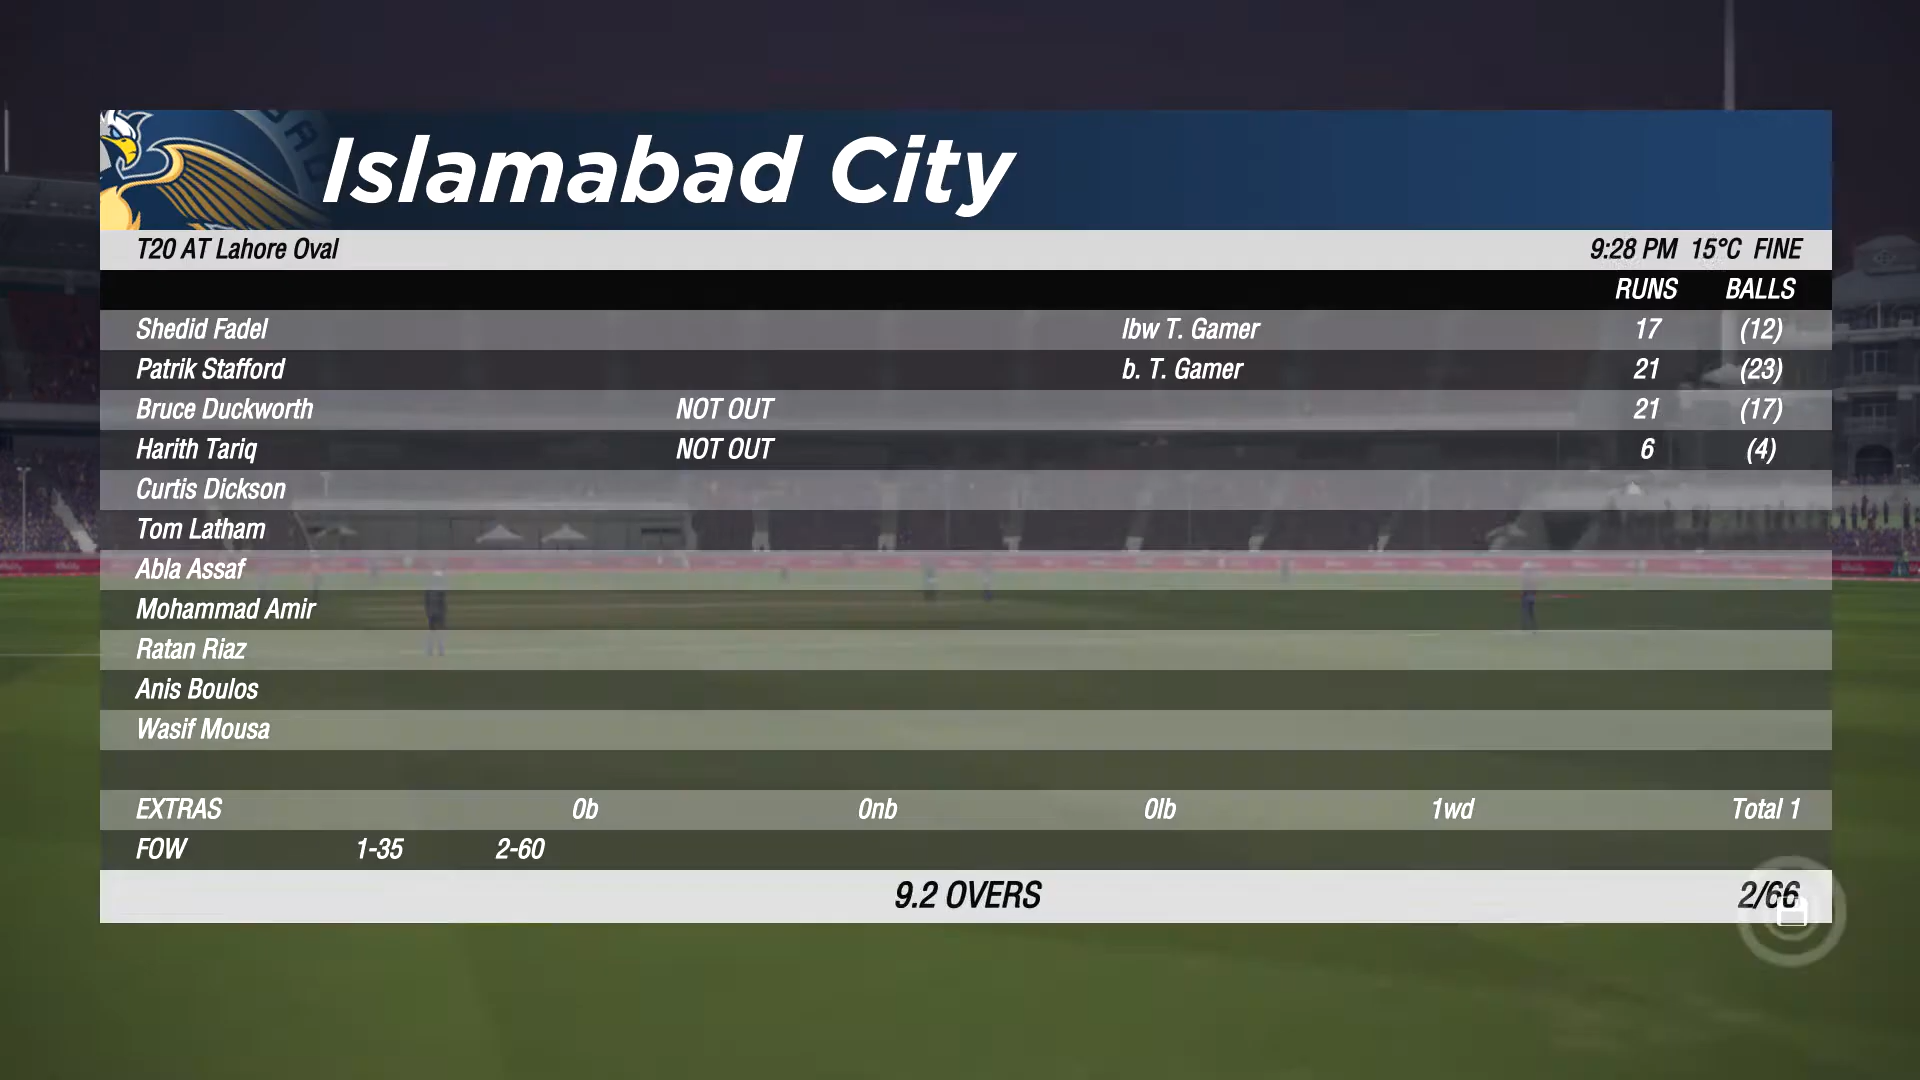 Islamabad City
T20 AT Lahore Oval 9:28 PM 15°C FINE
RUNS BALLS
Shedid Fadel lbw T. Gamer 17 (12)
Patrik Stafford b. T. Gamer 21 (23)
Bruce Duckworth NOT OUT 21 (17)
Harith Tariq NOT OUT 6 (4)
Curtis Dickson
Tom Latham
Abla Assaf
Mohammad Amir
Ratan Riaz
Anis Boulos
Wasif Mousa
EXTRAS 0b 0nb 0lb 1wd Total 1
FOW 1-35 2-60
9.2 OVERS 2/66